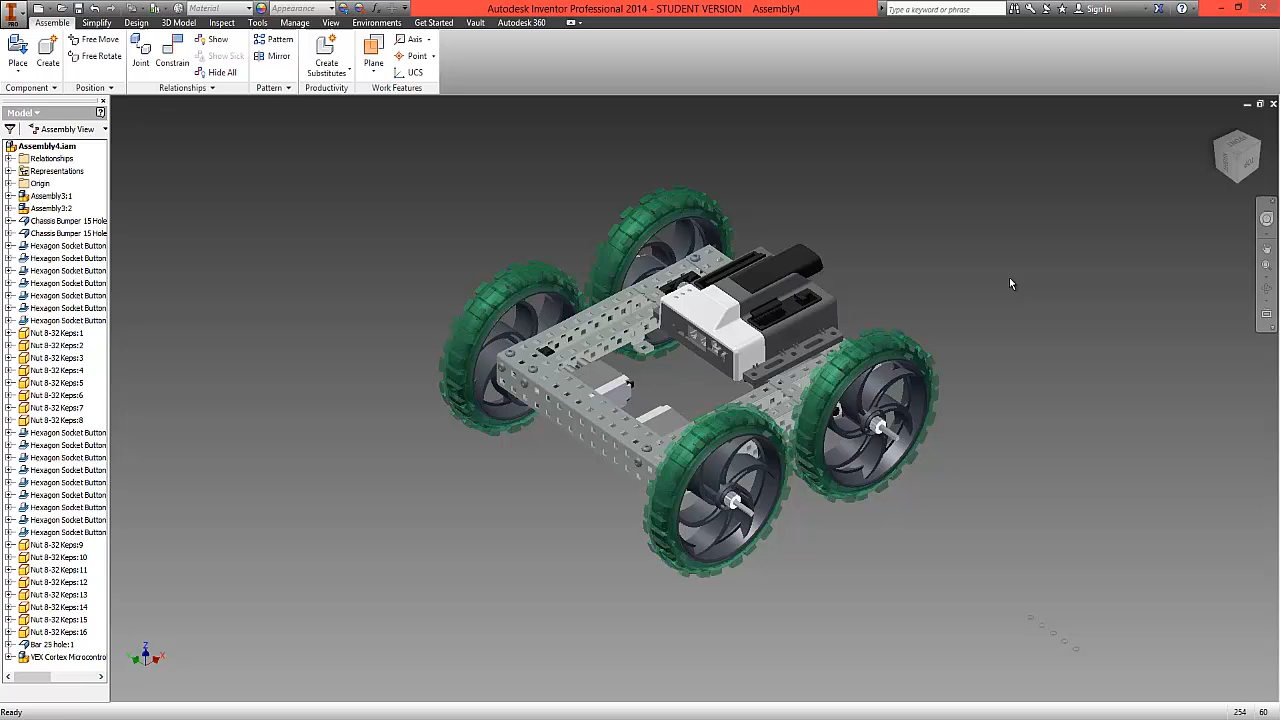 Material
Appearance
Autodesk Inventor Professional 2014 - STUDENT VERSION Assembly4
Type a keyword or phrase
Sign In
PRO
Assemble
Simplify
Design
3D Model
Inspect
Tools
Manage
View
Environments
Get Started
Vault
Autodesk 360
Place
Create
Free Move
Free Rotate
Joint
Constrain
Show
Show Sick
Hide All
Pattern
Mirror
Create Substitutes
Plane
Axis
Point
UCS
Component
Position
Relationships
Pattern
Productivity
Work Features
Model
Assembly View
Assembly4.iam
Relationships
Representations
Origin
Assembly3:1
Assembly3:2
Chassis Bumper 15 Hole
Chassis Bumper 15 Hole
Hexagon Socket Button
Hexagon Socket Button
Hexagon Socket Button
Hexagon Socket Button
Hexagon Socket Button
Hexagon Socket Button
Hexagon Socket Button
Nut 8-32 Keps:1
Nut 8-32 Keps:2
Nut 8-32 Keps:3
Nut 8-32 Keps:4
Nut 8-32 Keps:5
Nut 8-32 Keps:6
Nut 8-32 Keps:7
Nut 8-32 Keps:8
Hexagon Socket Button
Hexagon Socket Button
Hexagon Socket Button
Hexagon Socket Button
Hexagon Socket Button
Hexagon Socket Button
Hexagon Socket Button
Hexagon Socket Button
Hexagon Socket Button
Nut 8-32 Keps:9
Nut 8-32 Keps:10
Nut 8-32 Keps:11
Nut 8-32 Keps:12
Nut 8-32 Keps:13
Nut 8-32 Keps:14
Nut 8-32 Keps:15
Nut 8-32 Keps:16
Bar 25 hole:1
VEX Cortex Microcontro
Z
X
Ready
254 60